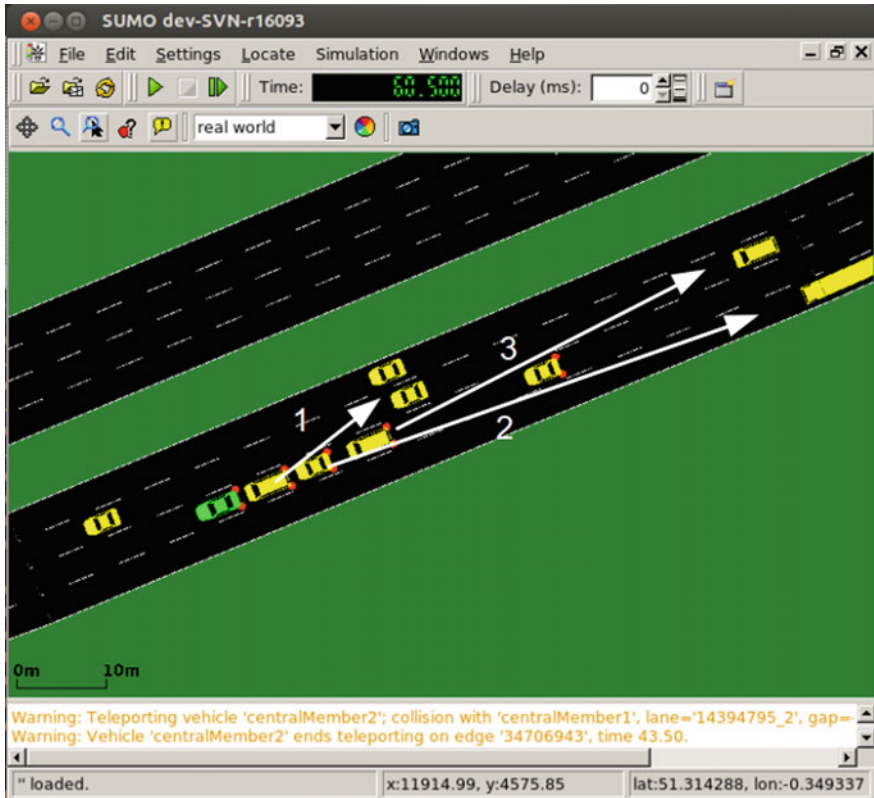 SUMO dev-SVN-r16093
File Edit Settings Locate Simulation Windows Help
Time: 60.500 Delay (ms): 0
real world
3
1
2
0m 10m
Warning: Teleporting vehicle 'centralMember2'; collision with 'centralMember1', lane='14394795_2', gap=-
Warning: Vehicle 'centralMember2' ends teleporting on edge '34706943', time 43.50.
'' loaded. x:11914.99, y:4575.85 lat:51.314288, lon:-0.349337